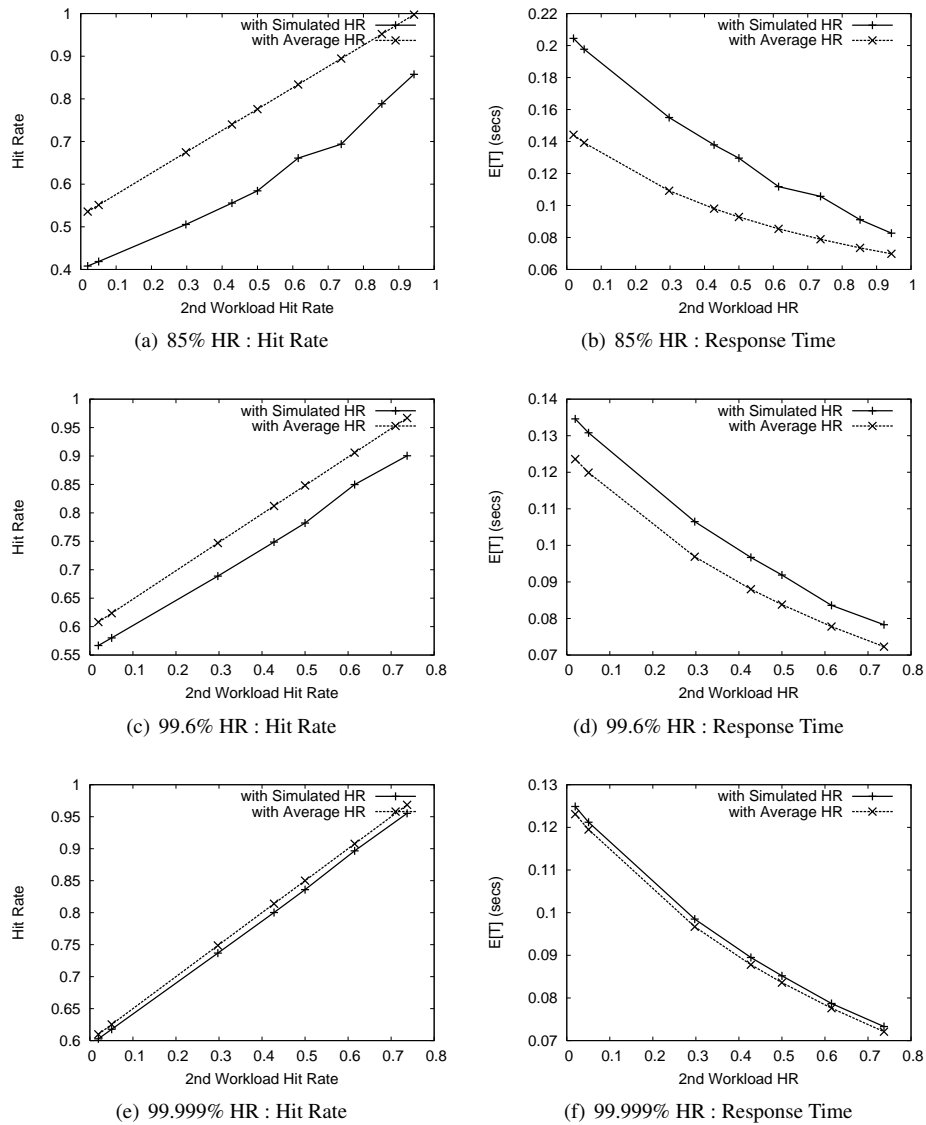 with Simulated HR
with Average HR
Hit Rate
1
0.9
0.8
0.7
0.6
0.5
0.4
0 0.1 0.2 0.3 0.4 0.5 0.6 0.7 0.8 0.9 1
2nd Workload Hit Rate
(a) 85% HR : Hit Rate
with Simulated HR
with Average HR
E[T] (secs)
0.22
0.2
0.18
0.16
0.14
0.12
0.1
0.08
0.06
0 0.1 0.2 0.3 0.4 0.5 0.6 0.7 0.8 0.9 1
2nd Workload HR
(b) 85% HR : Response Time
with Simulated HR
with Average HR
Hit Rate
1
0.95
0.9
0.85
0.8
0.75
0.7
0.65
0.6
0.55
0 0.1 0.2 0.3 0.4 0.5 0.6 0.7 0.8
2nd Workload Hit Rate
(c) 99.6% HR : Hit Rate
with Simulated HR
with Average HR
E[T] (secs)
0.14
0.13
0.12
0.11
0.1
0.09
0.08
0.07
0 0.1 0.2 0.3 0.4 0.5 0.6 0.7 0.8
2nd Workload HR
(d) 99.6% HR : Response Time
with Simulated HR
with Average HR
Hit Rate
1
0.95
0.9
0.85
0.8
0.75
0.7
0.65
0.6
0 0.1 0.2 0.3 0.4 0.5 0.6 0.7 0.8
2nd Workload Hit Rate
(e) 99.999% HR : Hit Rate
with Simulated HR
with Average HR
E[T] (secs)
0.13
0.12
0.11
0.1
0.09
0.08
0.07
0 0.1 0.2 0.3 0.4 0.5 0.6 0.7 0.8
2nd Workload HR
(f) 99.999% HR : Response Time